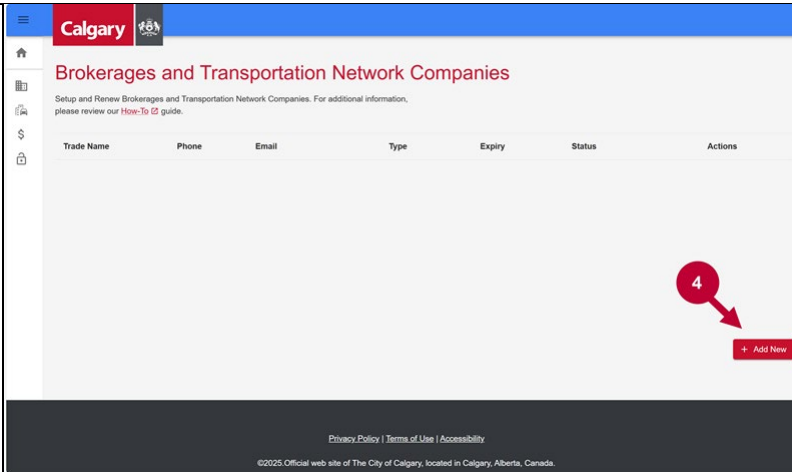 Calgary
Brokerages and Transportation Network Companies
Setup and Renew Brokerages and Transportation Network Companies. For additional information,
please review our How-To guide.
Trade Name Phone Email Type Expiry Status Actions
4
+ Add New
Privacy Policy | Terms of Use | Accessibility
©2025.Official web site of The City of Calgary, located in Calgary, Alberta, Canada.